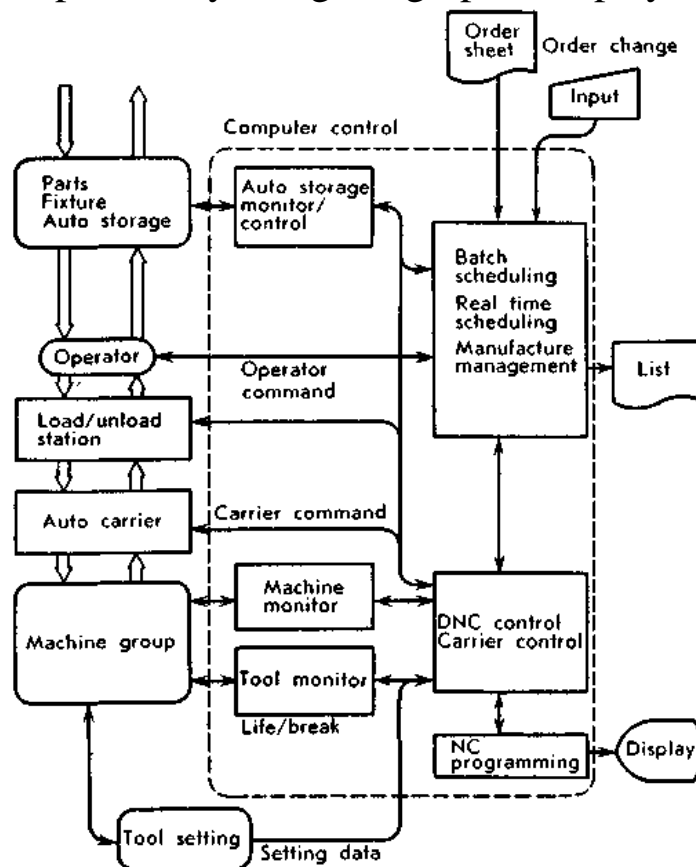 Order
sheet
Order change
Input
Computer control
Parts
Fixture
Auto storage
Auto storage
monitor/
control
Batch
scheduling
Real time
scheduling
Manufacture
management
Operator
Operator
command
List
Load/unload
station
Carrier command
Auto carrier
Machine
monitor
DNC control
Carrier control
Machine group
Tool monitor
Life/break
NC
programming
Display
Tool setting
Setting data